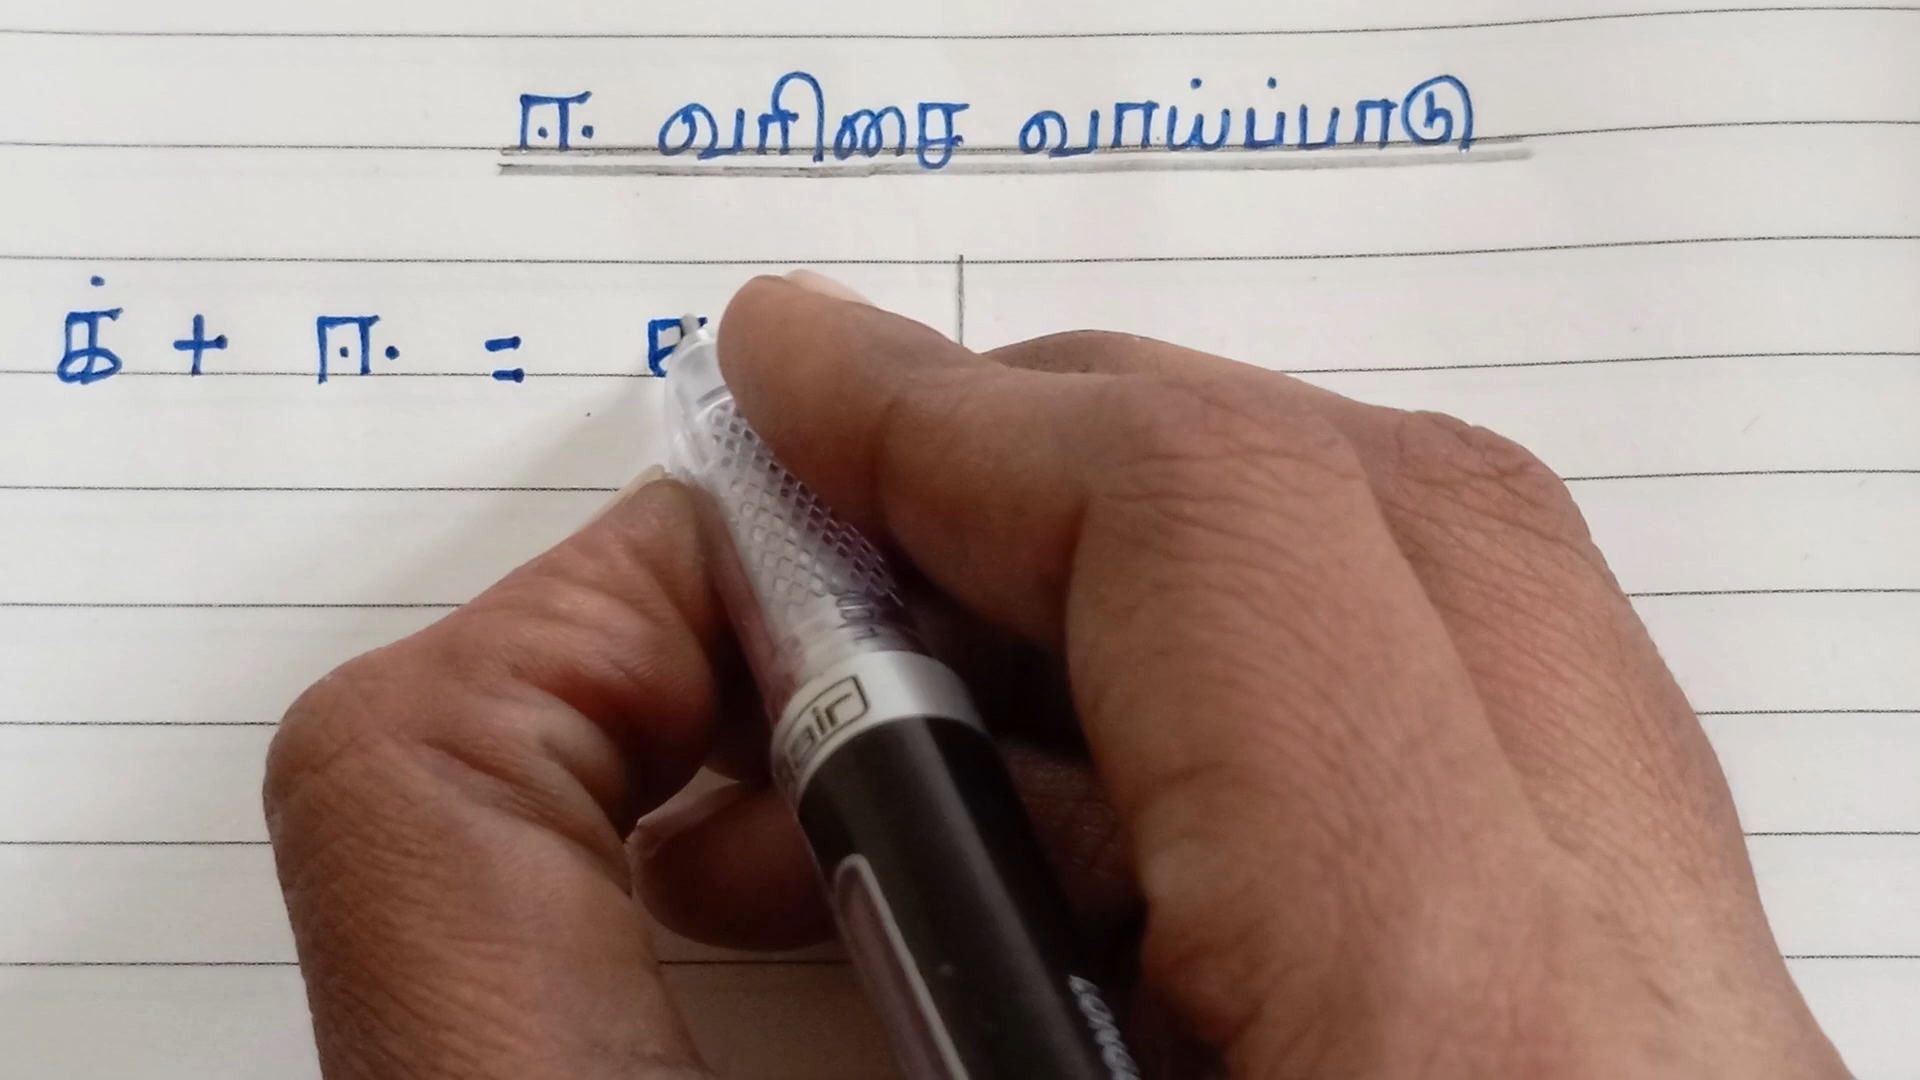 ஈ வரிசை வாய்ப்பாடு
க் + ஈ =